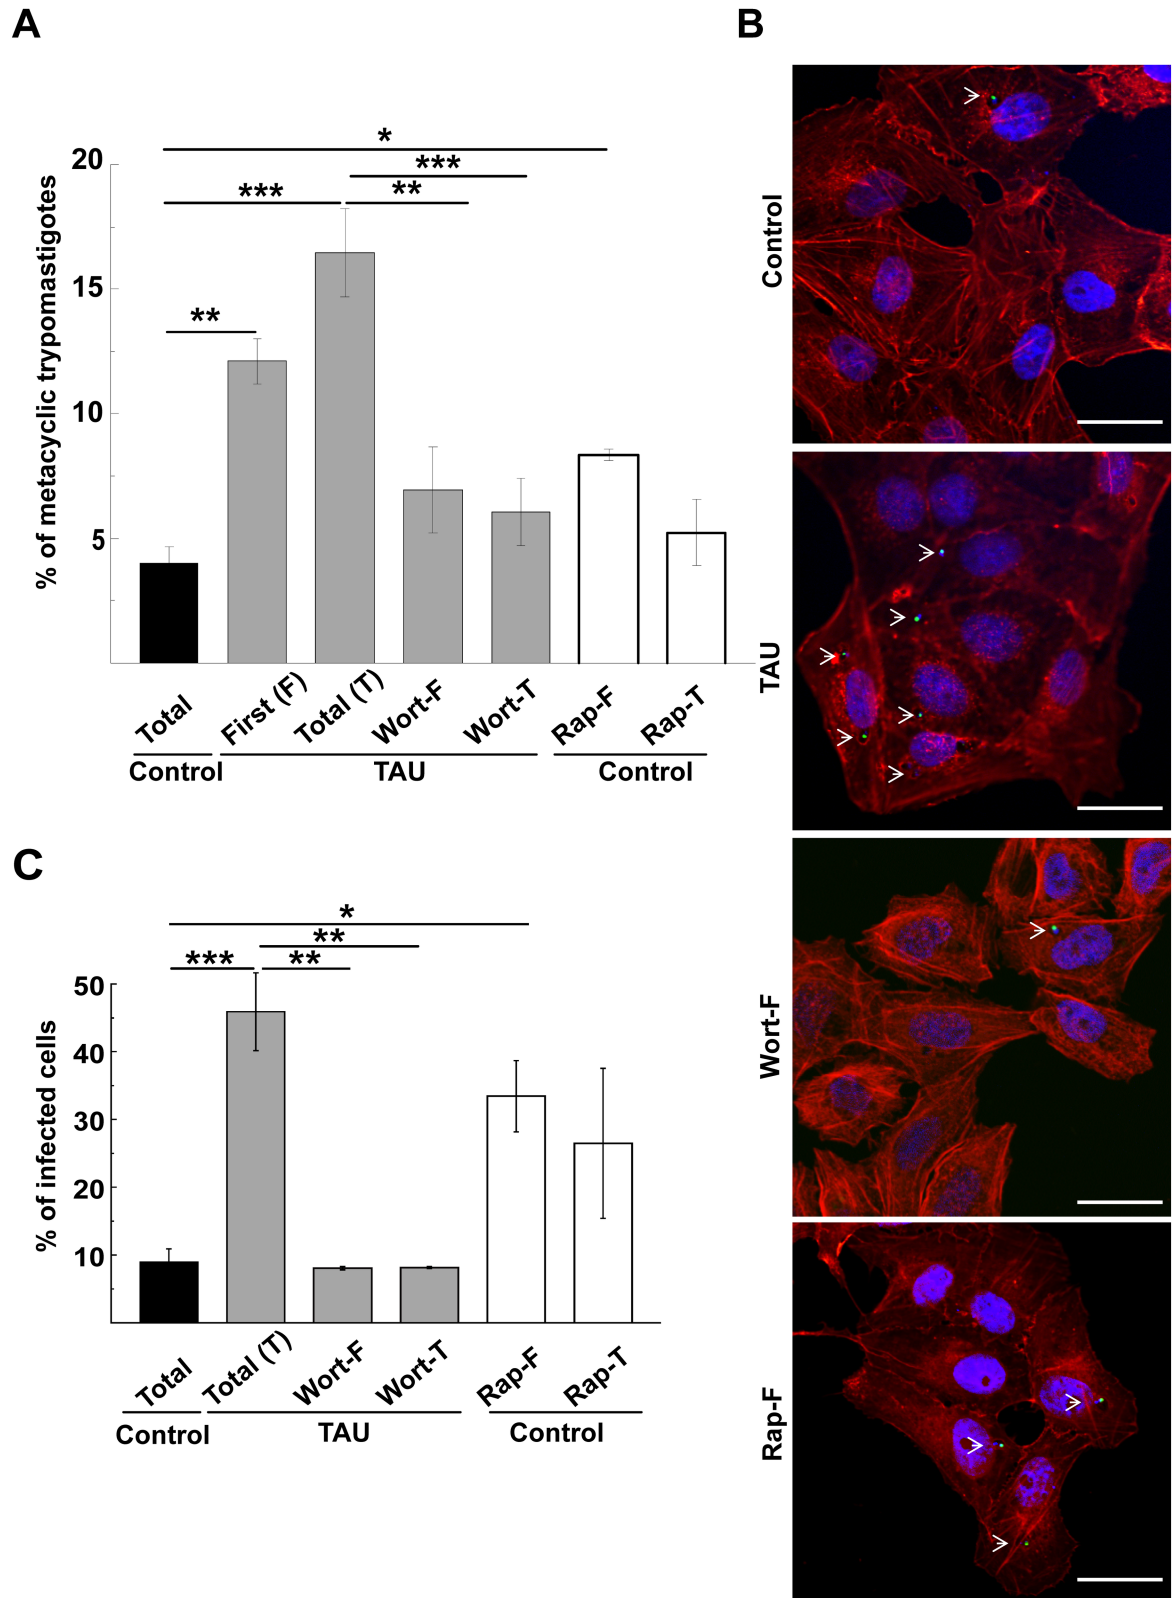 A
% of metacyclic trypomastigotes
20
15
10
5
*
***
***
**
**
Total
First (F)
Total (T)
Wort-F
Wort-T
Rap-F
Rap-T
Control
TAU
Control
B
Control
TAU
Wort-F
Rap-F
C
% of infected cells
50
40
30
20
10
*
**
***
**
Total
Total (T)
Wort-F
Wort-T
Rap-F
Rap-T
Control
TAU
Control